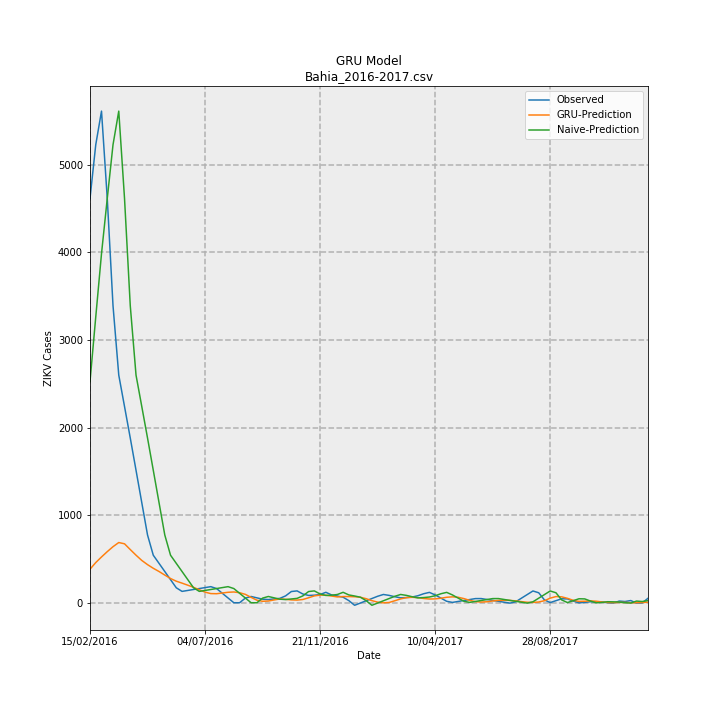 GRU Model
Bahia_2016-2017.csv
Observed
GRU-Prediction
Naive-Prediction
ZIKV Cases
5000
4000
3000
2000
1000
0
15/02/2016 04/07/2016 21/11/2016 10/04/2017 28/08/2017
Date